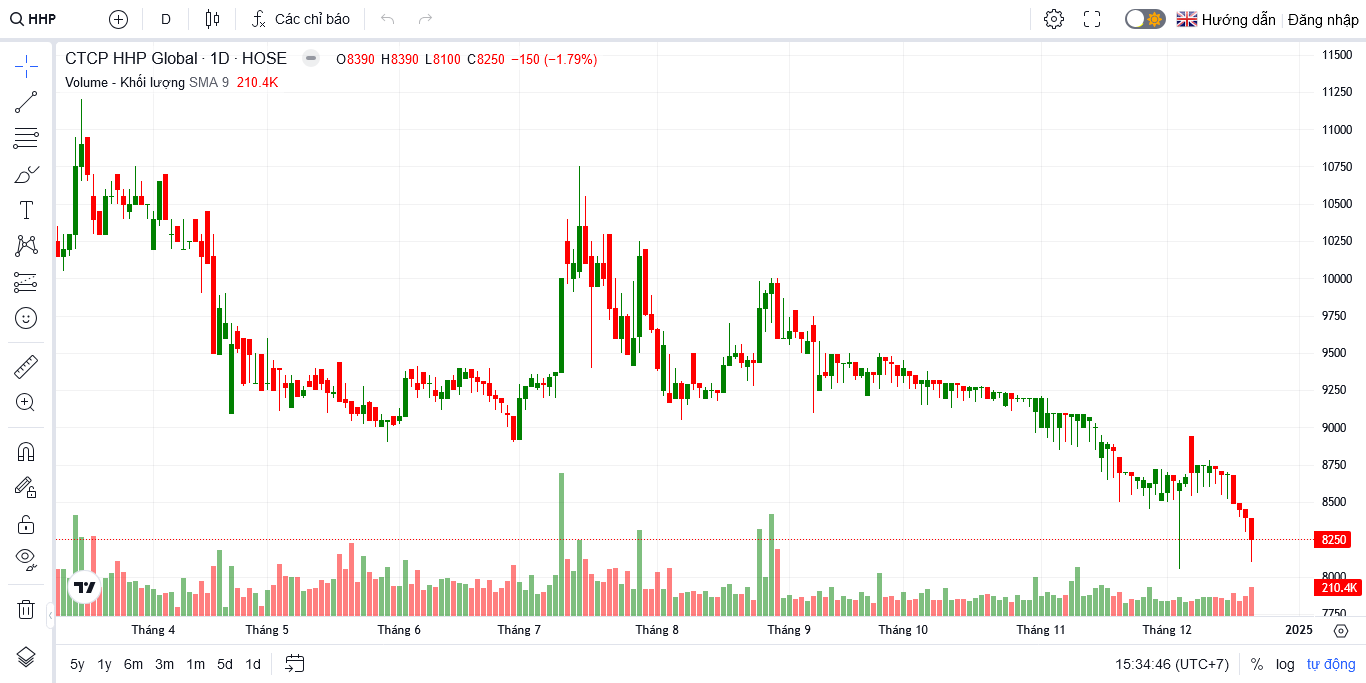 HHP D Các chỉ báo Hướng dẫn Đăng nhập
CTCP HHP Global · 1D · HOSE O8390 H8390 L8100 C8250 −150 (−1.79%)
Volume - Khối lượng SMA 9 210.4K
11500
11250
11000
10750
10500
10250
10000
9750
9500
9250
9000
8750
8500
8250
8000
210.4K
7750
Tháng 4 Tháng 5 Tháng 6 Tháng 7 Tháng 8 Tháng 9 Tháng 10 Tháng 11 Tháng 12 2025
5y 1y 6m 3m 1m 5d 1d 15:34:46 (UTC+7) % log tự động